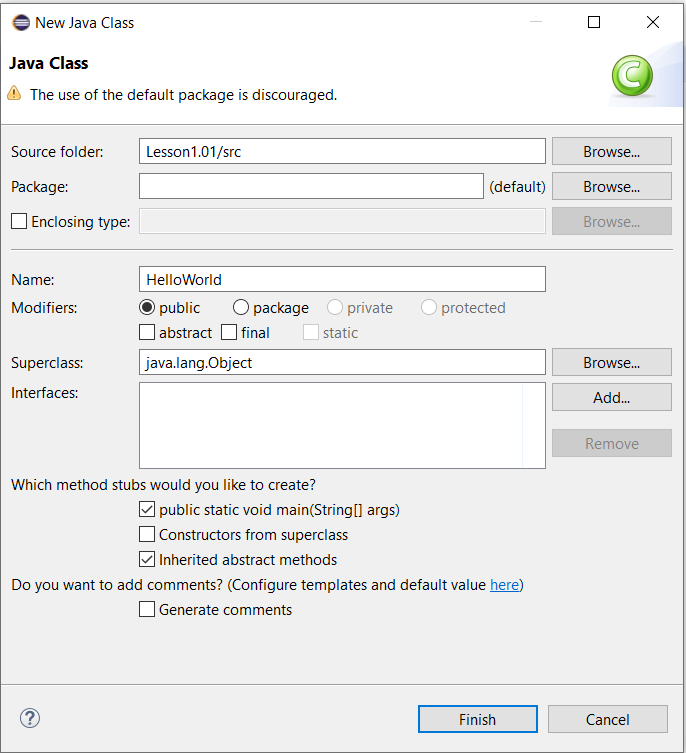 New Java Class
Java Class
The use of the default package is discouraged.
Source folder: Lesson1.01/src Browse...
Package: (default) Browse...
Enclosing type: Browse...
Name: HelloWorld
Modifiers: public package private protected
abstract final static
Superclass: java.lang.Object Browse...
Interfaces: Add...
Remove
Which method stubs would you like to create?
public static void main(String[] args)
Constructors from superclass
Inherited abstract methods
Do you want to add comments? (Configure templates and default value here)
Generate comments
? Finish Cancel